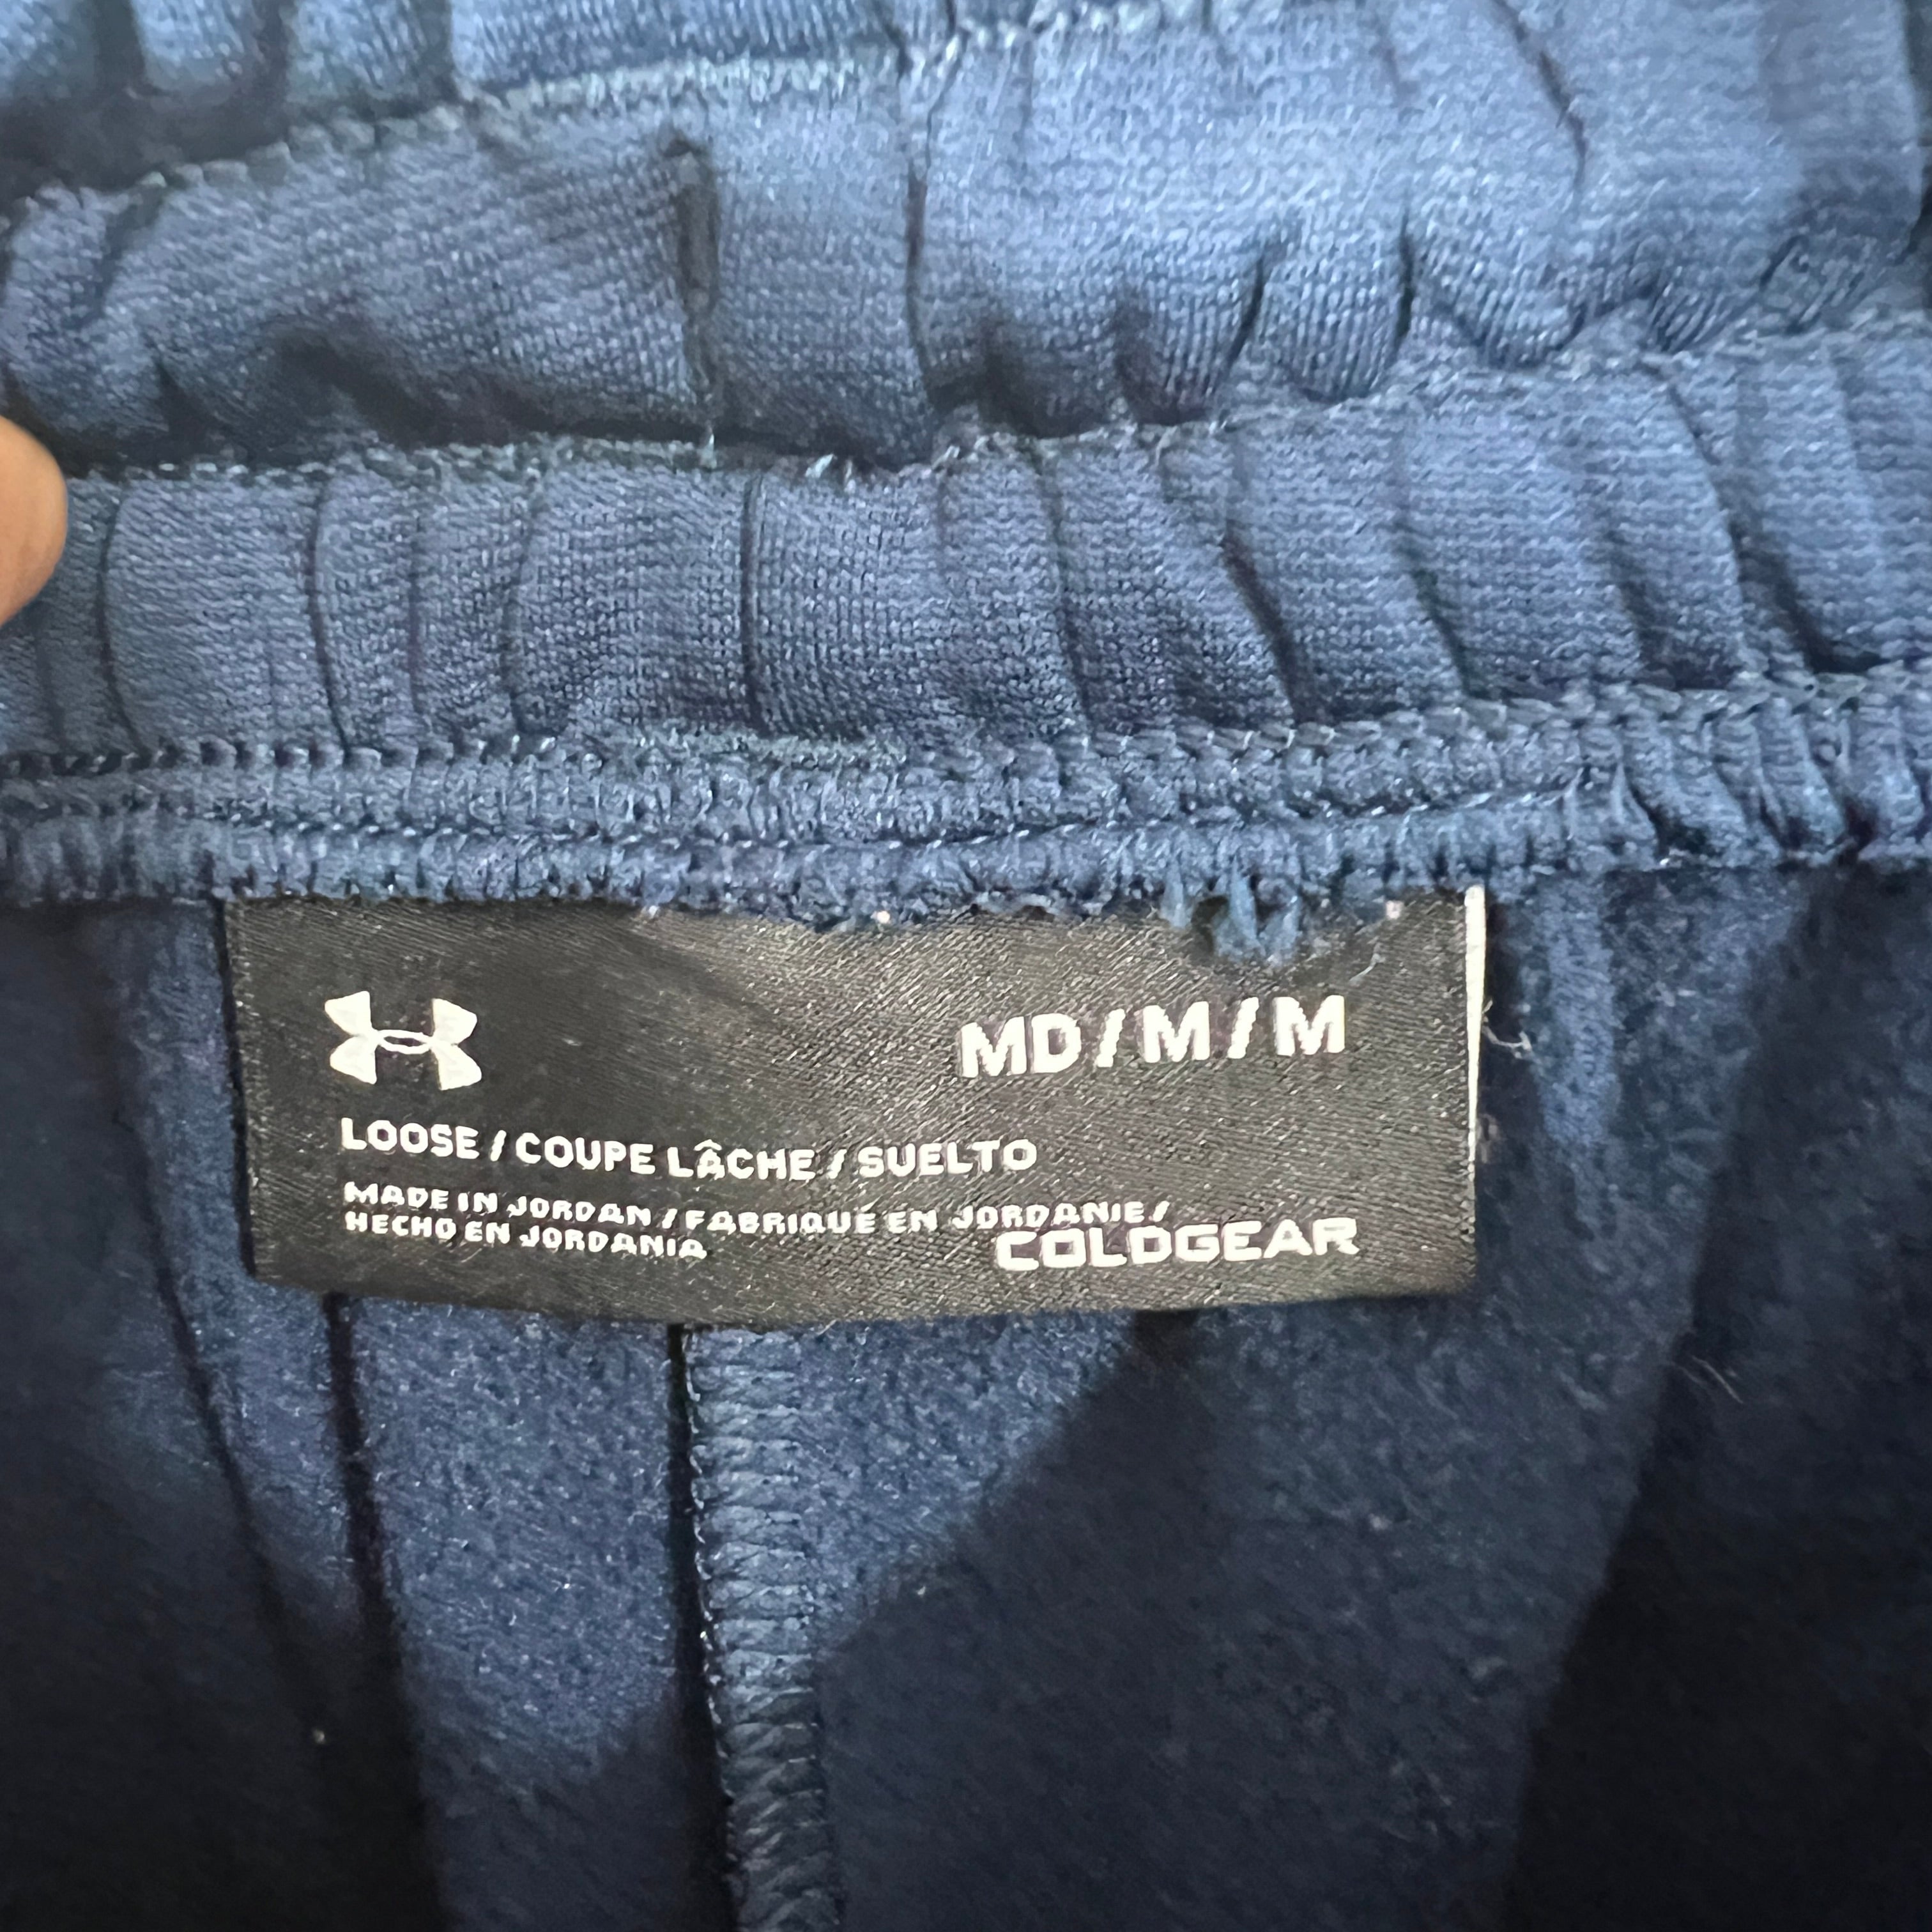 MD / M / M
LOOSE / COUPE LÂCHE / SUELTO
MADE IN JORDAN / FABRIQUÉ EN JORDANIE /
HECHO EN JORDANIA
COLDGEAR